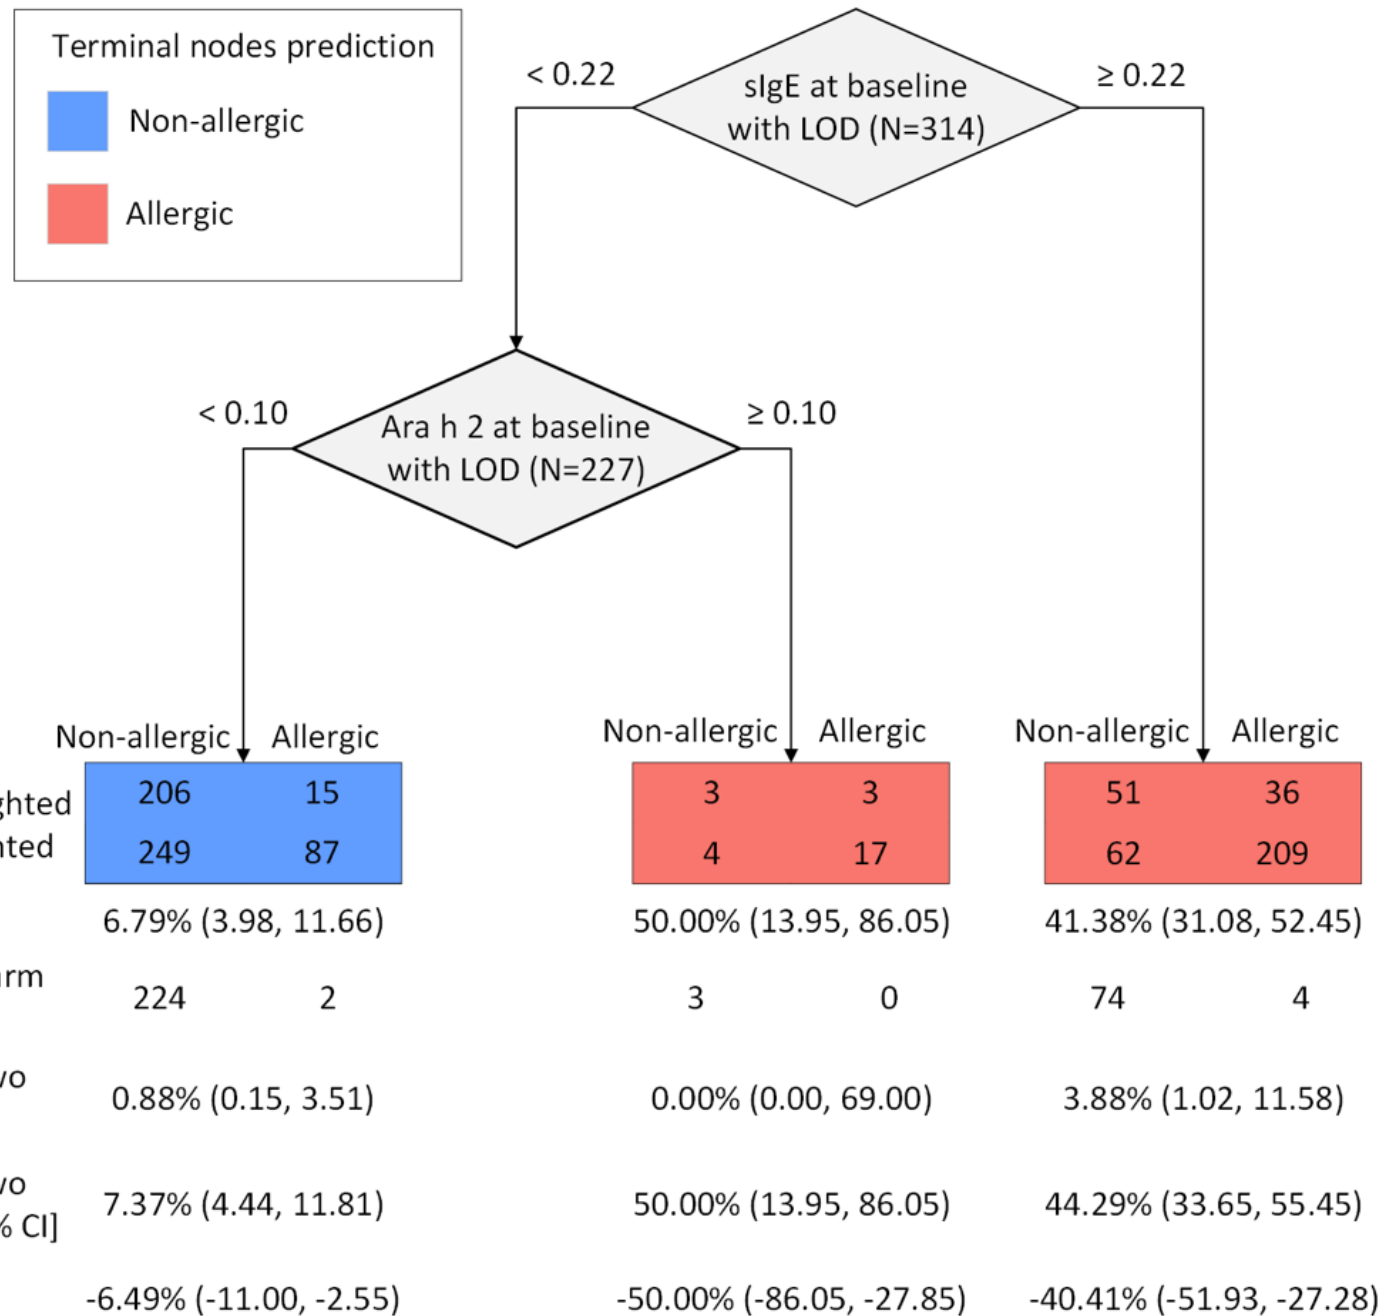 Terminal nodes prediction
Non-allergic
Allergic
< 0.22
sIgE at baseline
with LOD (N=314)
≥ 0.22
< 0.10
Ara h 2 at baseline
with LOD (N=227)
≥ 0.10
Non-allergic Allergic
Non-allergic Allergic
Non-allergic Allergic
206 15 3 3 51 36
249 87 4 17 62 209
6.79% (3.98, 11.66) 50.00% (13.95, 86.05) 41.38% (31.08, 52.45)
224 2 3 0 74 4
0.88% (0.15, 3.51) 0.00% (0.00, 69.00) 3.88% (1.02, 11.58)
7.37% (4.44, 11.81) 50.00% (13.95, 86.05) 44.29% (33.65, 55.45)
% CI]
-6.49% (-11.00, -2.55) -50.00% (-86.05, -27.85) -40.41% (-51.93, -27.28)